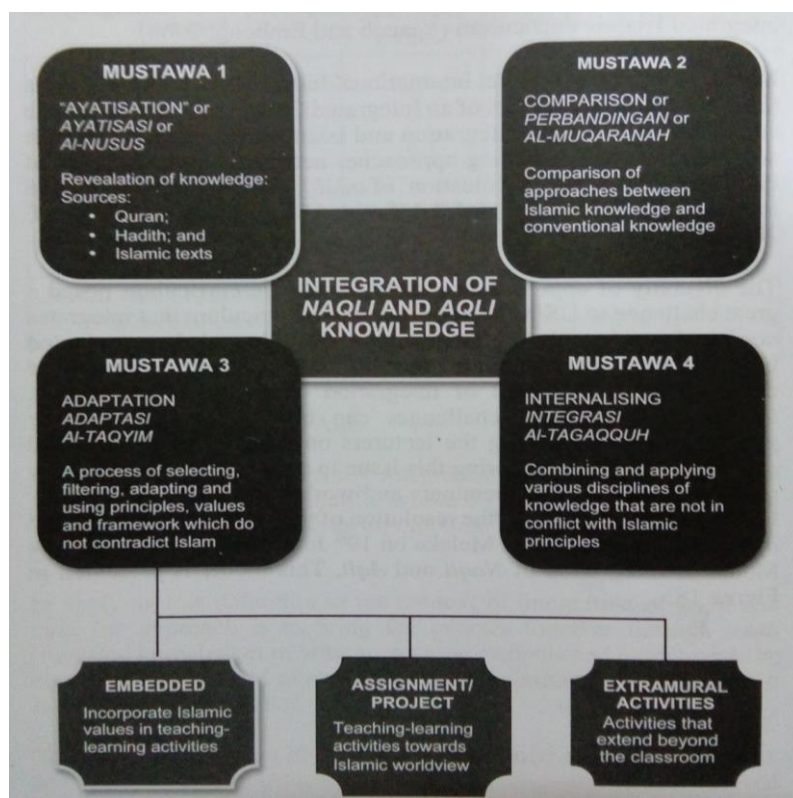 MUSTAWA 1
"AYATISATION" or
AYATISASI or
Al-NUSUS
Revealation of knowledge:
Sources:
• Quran;
• Hadith; and
• Islamic texts
MUSTAWA 2
COMPARISON or
PERBANDINGAN or
AL-MUQARANAH
Comparison of
approaches between
Islamic knowledge and
conventional knowledge
INTEGRATION OF
NAQLI AND AQLI
KNOWLEDGE
MUSTAWA 3
ADAPTATION
ADAPTASI
Al-TAQYIM
A process of selecting,
filtering, adapting and
using principles, values
and framework which do
not contradict Islam
MUSTAWA 4
INTERNALISING
INTEGRASI
Al-TAGAQQUH
Combining and applying
various disciplines of
knowledge that are not in
conflict with Islamic
principles
EMBEDDED
Incorporate Islamic
values in teaching-
learning activities
ASSIGNMENT/
PROJECT
Teaching-learning
activities towards
Islamic worldview
EXTRAMURAL
ACTIVITIES
Activities that
extend beyond
the classroom